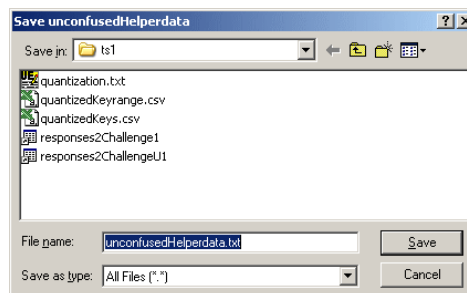 Save unconfusedHelperdata
Save in: ts1
quantization.txt
quantizedKeyrange.csv
quantizedKeys.csv
responses2Challenge1
responses2ChallengeU1
File name: unconfusedHelperdata.txt Save
Save as type: All Files (*.*) Cancel